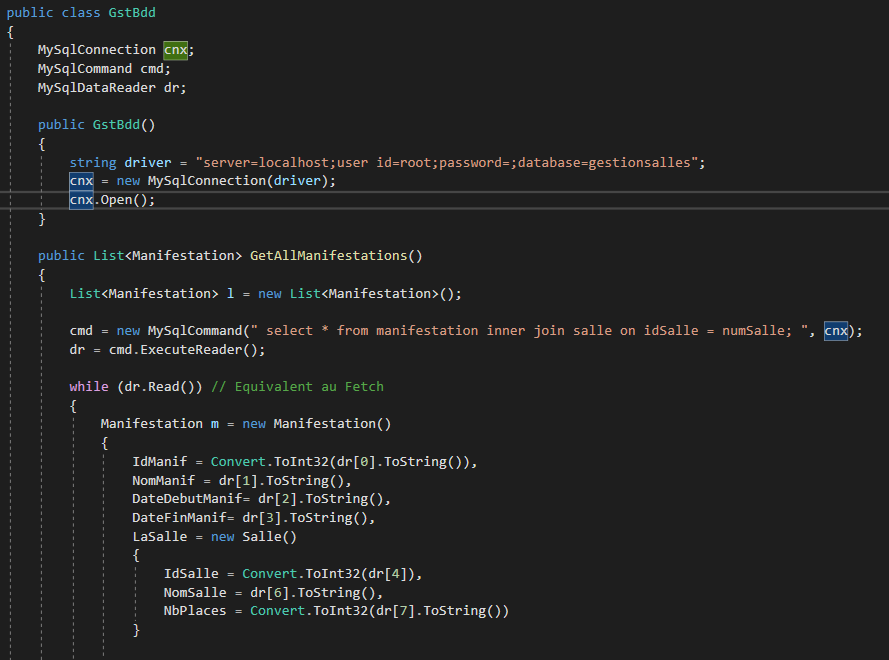 public class GstBdd
{
MySqlConnection cnx;
MySqlCommand cmd;
MySqlDataReader dr;
public GstBdd()
{
string driver = "server=localhost;user id=root;password=;database=gestionsalles";
cnx = new MySqlConnection(driver);
cnx.Open();
}
public List<Manifestation> GetAllManifestations()
{
List<Manifestation> l = new List<Manifestation>();
cmd = new MySqlCommand(" select * from manifestation inner join salle on idSalle = numSalle; ", cnx);
dr = cmd.ExecuteReader();
while (dr.Read()) // Equivalent au Fetch
{
Manifestation m = new Manifestation()
{
IdManif = Convert.ToInt32(dr[0].ToString()),
NomManif = dr[1].ToString(),
DateDebutManif= dr[2].ToString(),
DateFinManif= dr[3].ToString(),
LaSalle = new Salle()
{
IdSalle = Convert.ToInt32(dr[4]),
NomSalle = dr[6].ToString(),
NbPlaces = Convert.ToInt32(dr[7].ToString())
}